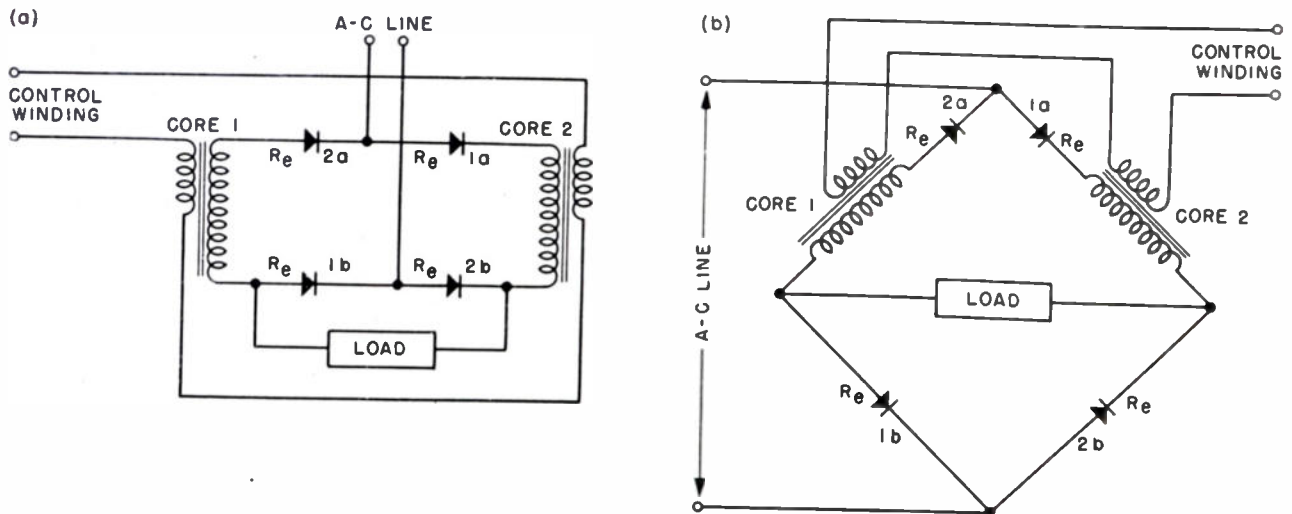 (a)
A-C LINE
CONTROL
WINDING
CORE 1
Re 2a
Re 1a
CORE 2
Re 1b
Re 2b
LOAD
(b)
CONTROL
WINDING
2a
1a
Re
Re
CORE 1
CORE 2
A-C LINE
LOAD
Re
1b
Re
2b